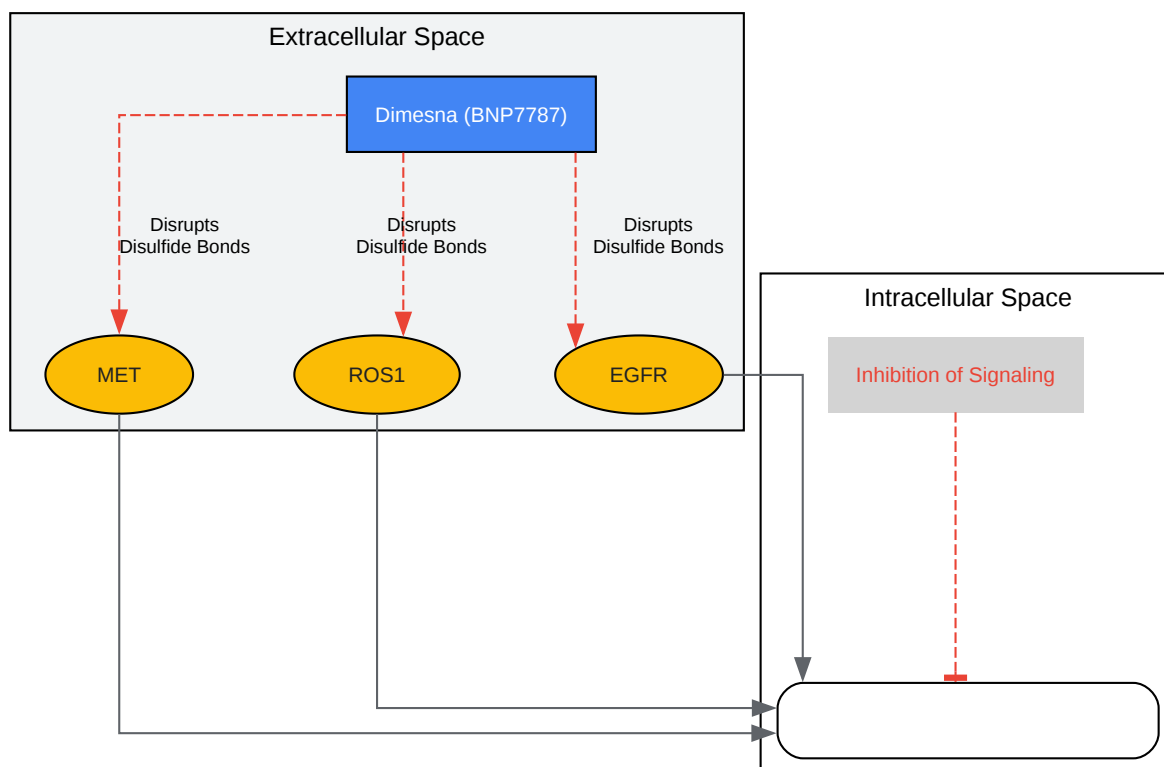 Extracellular Space
Dimesna (BNP7787)
Disrupts
Disulfide Bonds
Disrupts
Disulfide Bonds
Disrupts
Disulfide Bonds
Intracellular Space
MET
ROS1
EGFR
Inhibition of Signaling